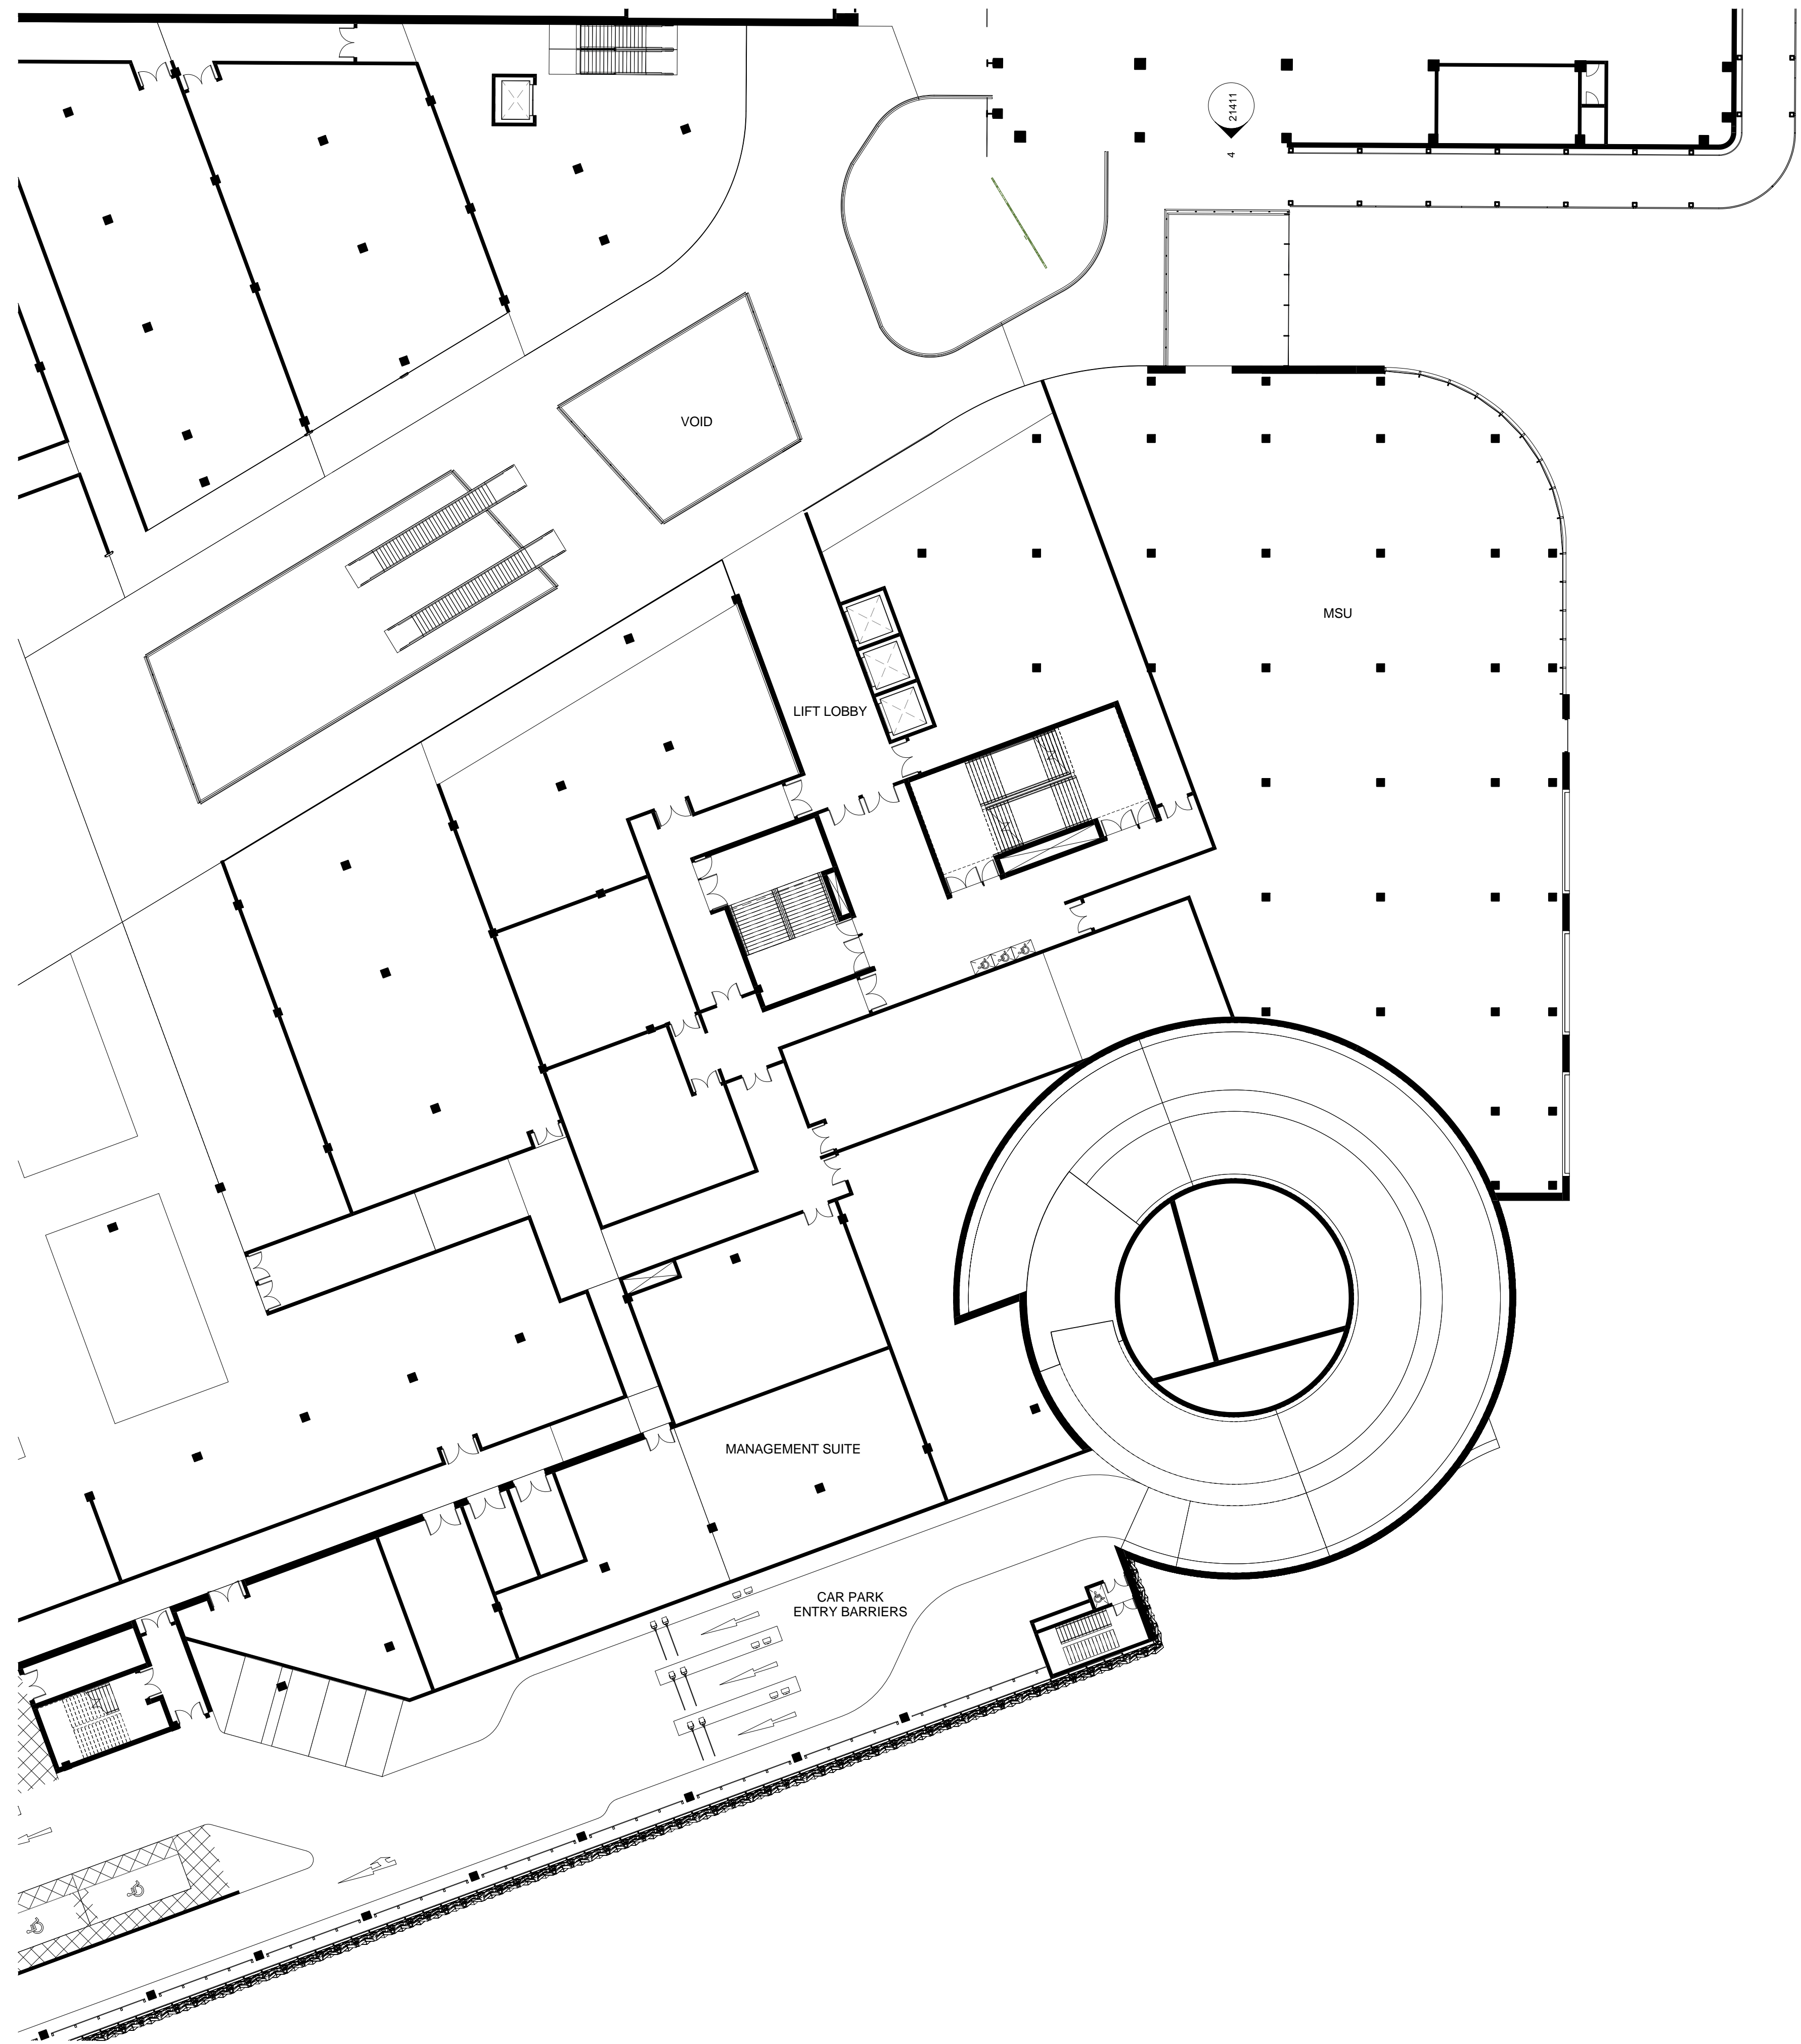 21411
4
VOID
MSU
LIFT LOBBY
MANAGEMENT SUITE
CAR PARK
ENTRY BARRIERS